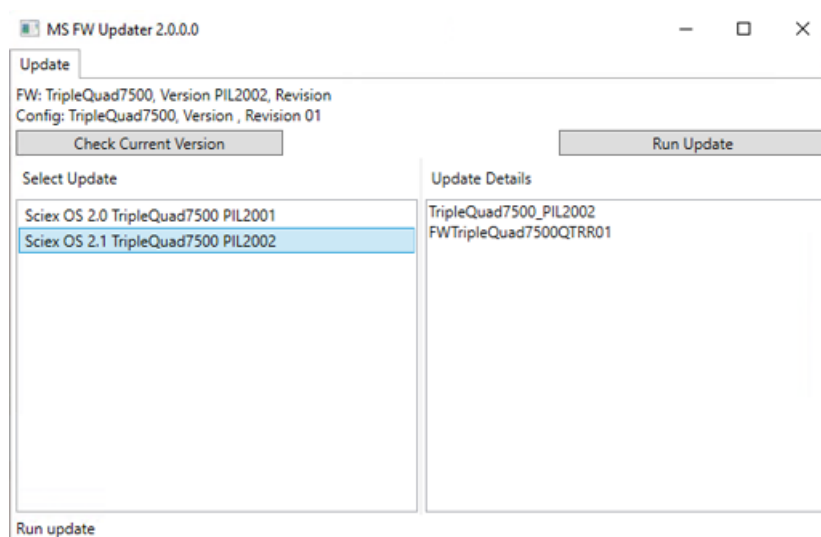 MS FW Updater 2.0.0.0
Update
FW: TripleQuad7500, Version PIL2002, Revision
Config: TripleQuad7500, Version , Revision 01
Check Current Version
Run Update
Select Update
Update Details
Sciex OS 2.0 TripleQuad7500 PIL2001
Sciex OS 2.1 TripleQuad7500 PIL2002
TripleQuad7500_PIL2002
FWTripleQuad7500QTRR01
Run update